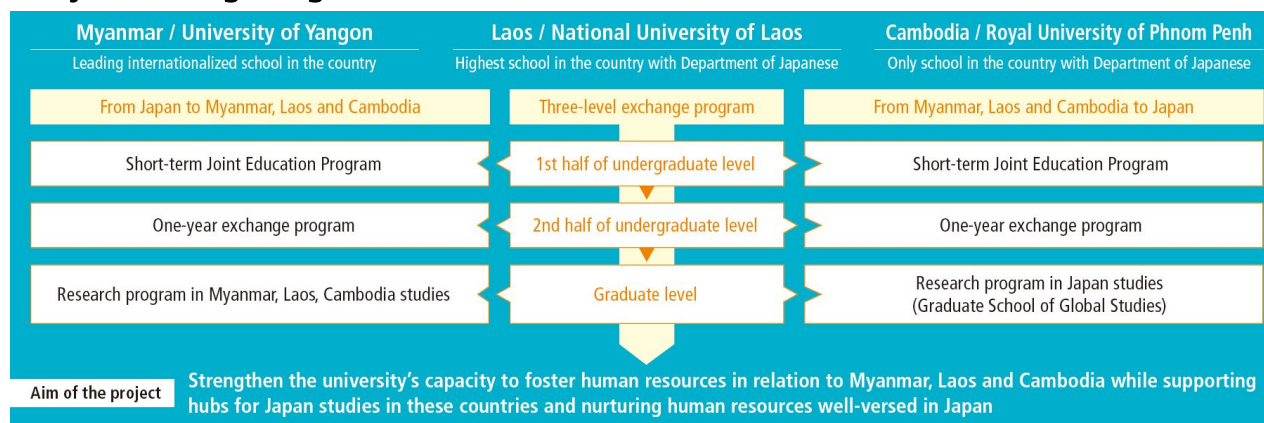 Myanmar / University of Yangon
Leading internationalized school in the country
Laos / National University of Laos
Highest school in the country with Department of Japanese
Cambodia / Royal University of Phnom Penh
Only school in the country with Department of Japanese
From Japan to Myanmar, Laos and Cambodia
Three-level exchange program
From Myanmar, Laos and Cambodia to Japan
Short-term Joint Education Program
1st half of undergraduate level
Short-term Joint Education Program
One-year exchange program
2nd half of undergraduate level
One-year exchange program
Research program in Myanmar, Laos, Cambodia studies
Graduate level
Research program in Japan studies
(Graduate School of Global Studies)
Aim of the project
Strengthen the university's capacity to foster human resources in relation to Myanmar, Laos and Cambodia while supporting
hubs for Japan studies in these countries and nurturing human resources well-versed in Japan